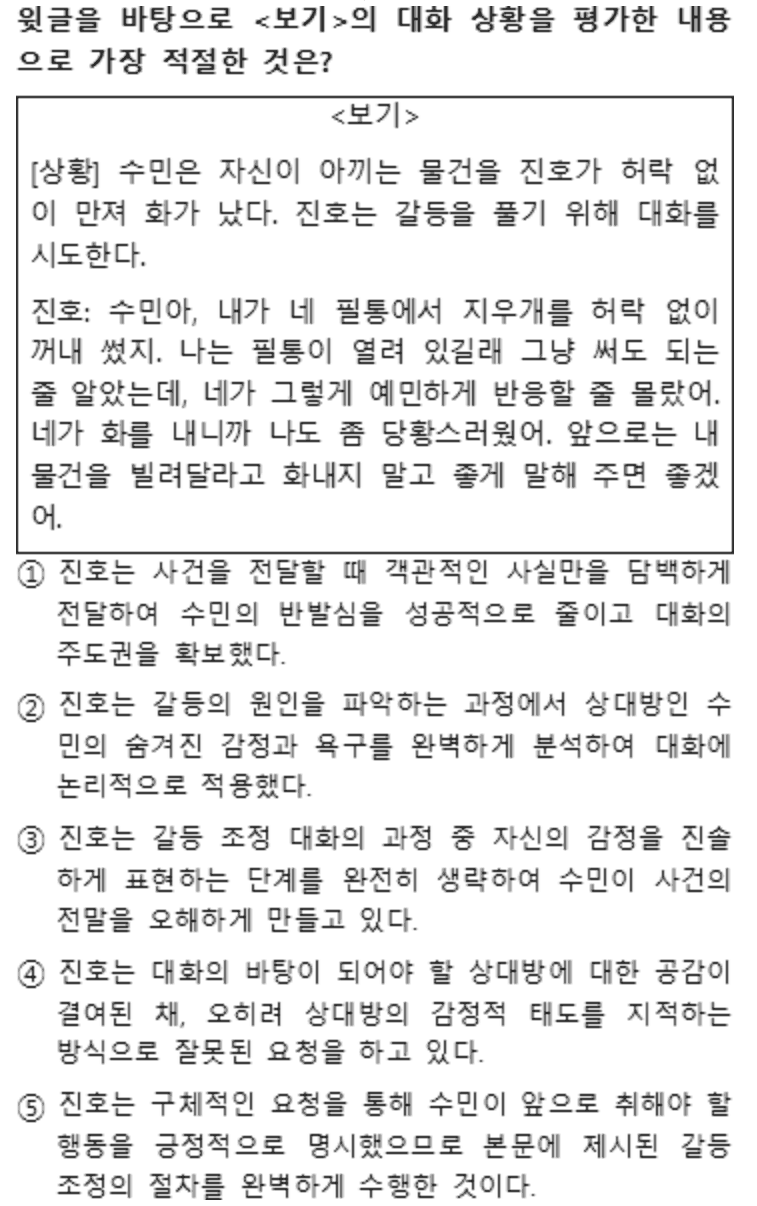 윗글을 바탕으로 <보기>의 대화 상황을 평가한 내용
으로 가장 적절한 것은?
<보기>
[상황] 수민은 자신이 아끼는 물건을 진호가 허락 없
이 만져 화가 났다. 진호는 갈등을 풀기 위해 대화를
시도한다.
진호: 수민아, 내가 네 필통에서 지우개를 허락 없이
꺼내 썼지. 나는 필통이 열려 있길래 그냥 써도 되는
줄 알았는데, 네가 그렇게 예민하게 반응할 줄 몰랐어.
네가 화를 내니까 나도 좀 당황스러웠어. 앞으로는 내
물건을 빌려달라고 화내지 말고 좋게 말해 주면 좋겠
어.
① 진호는 사건을 전달할 때 객관적인 사실만을 담백하게
전달하여 수민의 반발심을 성공적으로 줄이고 대화의
주도권을 확보했다.
② 진호는 갈등의 원인을 파악하는 과정에서 상대방인 수
민의 숨겨진 감정과 욕구를 완벽하게 분석하여 대화에
논리적으로 적용했다.
③ 진호는 갈등 조정 대화의 과정 중 자신의 감정을 진솔
하게 표현하는 단계를 완전히 생략하여 수민이 사건의
전말을 오해하게 만들고 있다.
④ 진호는 대화의 바탕이 되어야 할 상대방에 대한 공감이
결여된 채, 오히려 상대방의 감정적 태도를 지적하는
방식으로 잘못된 요청을 하고 있다.
⑤ 진호는 구체적인 요청을 통해 수민이 앞으로 취해야 할
행동을 긍정적으로 명시했으므로 본문에 제시된 갈등
조정의 절차를 완벽하게 수행한 것이다.